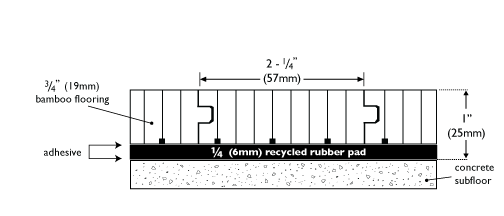 2 - 1/4"
(57mm)
3/4" (19mm)
bamboo flooring
1"
(25mm)
adhesive
1/4 (6mm) recycled rubber pad
concrete
subfloor